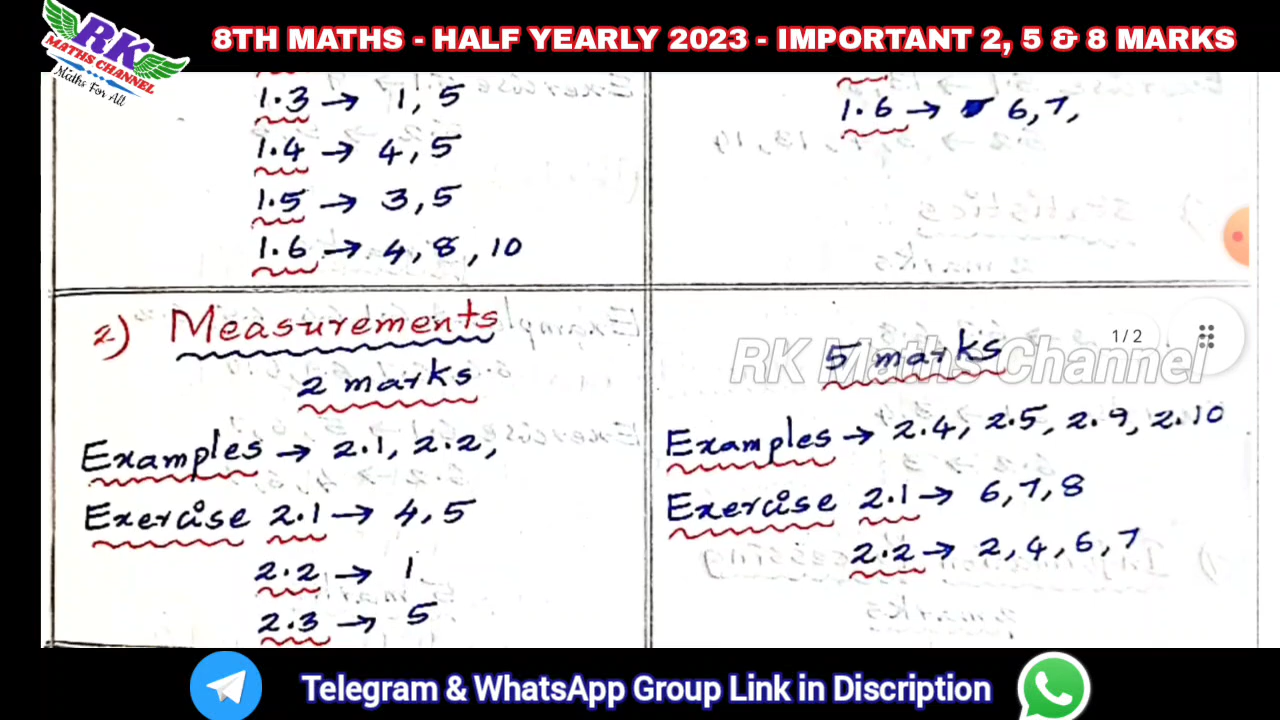 RK
MATHS CHANNEL
Maths For All
8TH MATHS - HALF YEARLY 2023 - IMPORTANT 2, 5 & 8 MARKS
1.3 → 1, 5
1.4 → 4, 5
1.5 → 3, 5
1.6 → 4, 8, 10
1.6 → 6, 7,
2) Measurements
2 marks
Examples → 2.1, 2.2,
Exercise 2.1 → 4, 5
2.2 → 1
2.3 → 5
1/2
RK Maths Channel
5 marks
Examples → 2.4, 2.5, 2.9, 2.10
Exercise 2.1 → 6, 7, 8
2.2 → 2, 4, 6, 7
Telegram & WhatsApp Group Link in Discription